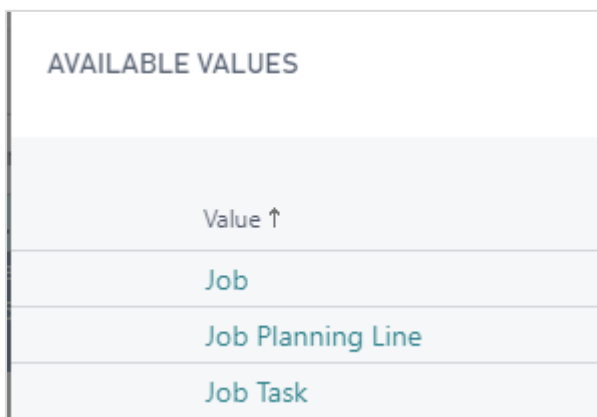 AVAILABLE VALUES
Value ↑
Job
Job Planning Line
Job Task